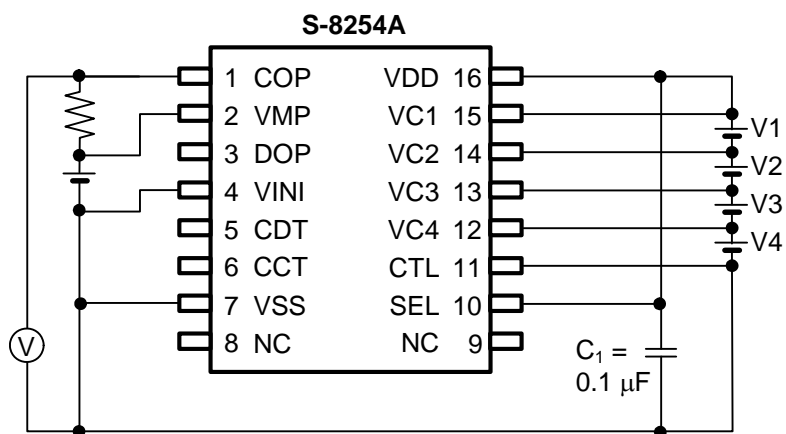 S-8254A
1 COP VDD 16
2 VMP VC1 15
3 DOP VC2 14
4 VINI VC3 13
5 CDT VC4 12
6 CCT CTL 11
7 VSS SEL 10
8 NC NC 9
V1
V2
V3
V4
V
C₁ =
0.1 μF